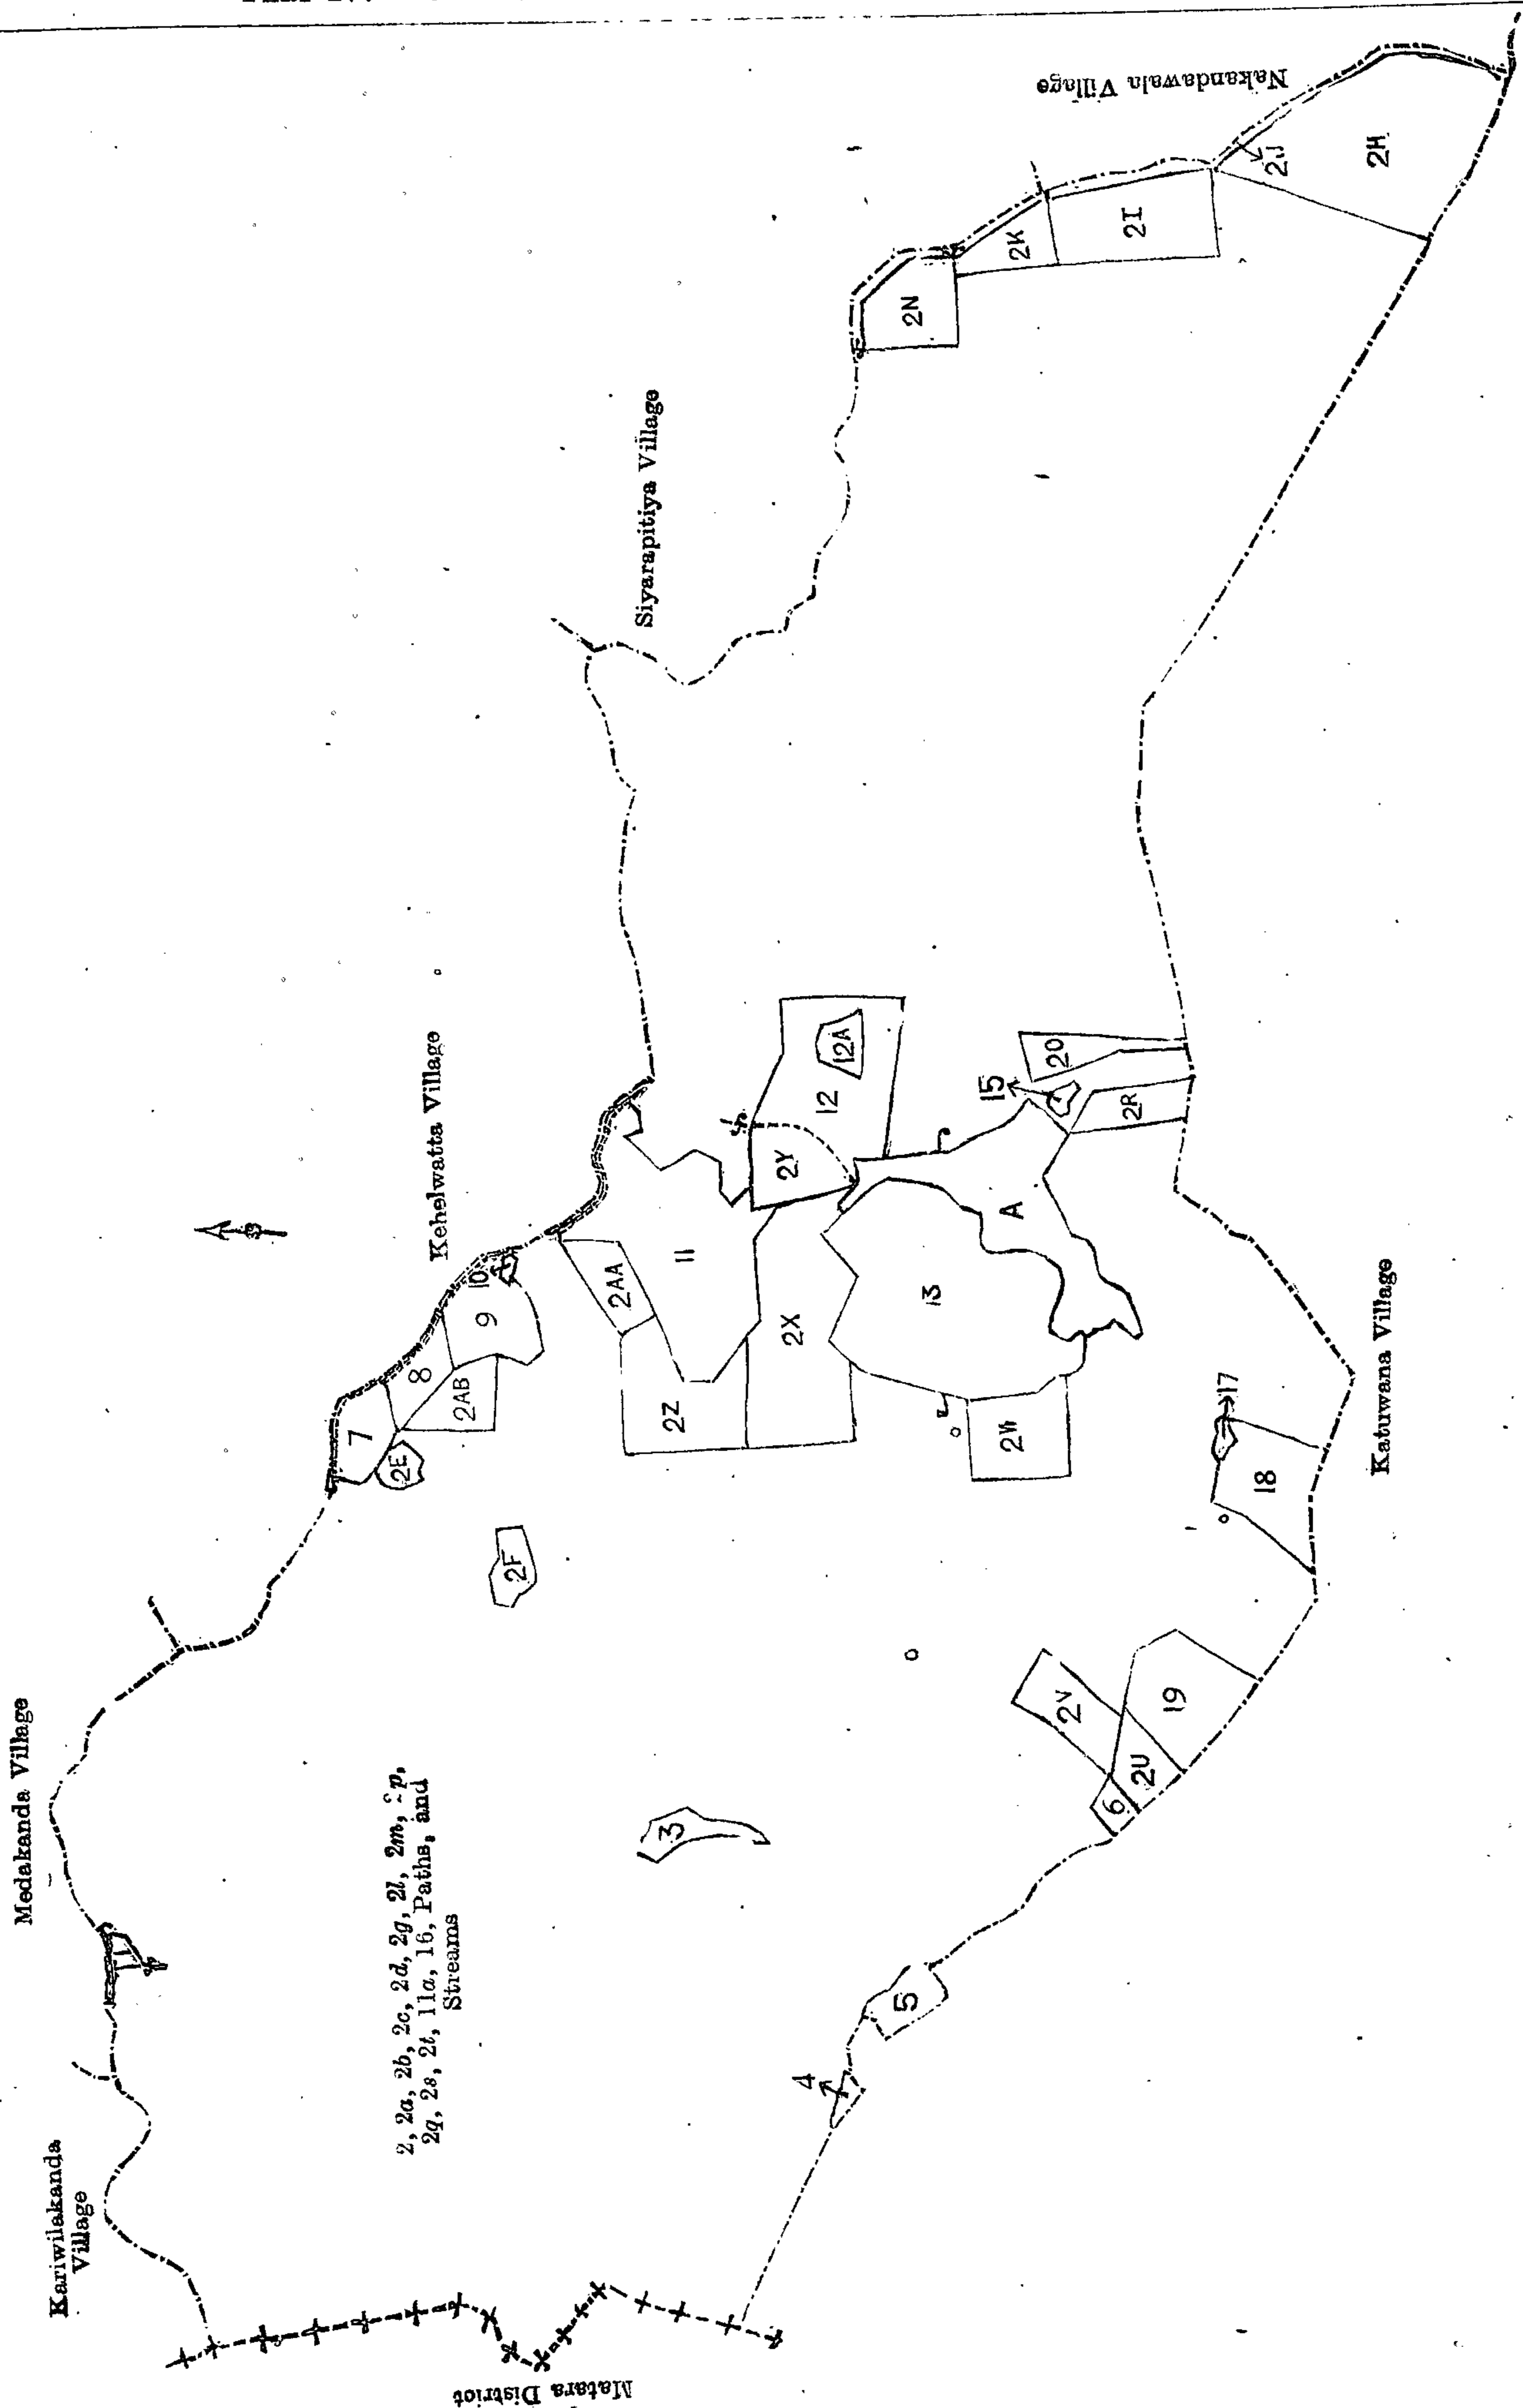 Kariwilakanda
Village
Medakanda Village
Kehelwatta Village
Siyarapitiya Village
Nakandawala Village
Katuwana Village
Matara District
2, 2a, 2b, 2c, 2d, 2g, 2l, 2m, 2p,
2q, 2s, 2t, 11a, 16, Paths, and
Streams
3
4
5
6
2U
2V
19
18
17
2F
2E
7
8
2AB
9
10
2AA
11
2Z
2X
2Y
12
12A
13
2W
A
15
2O
2R
2N
2K
2I
2J
2H